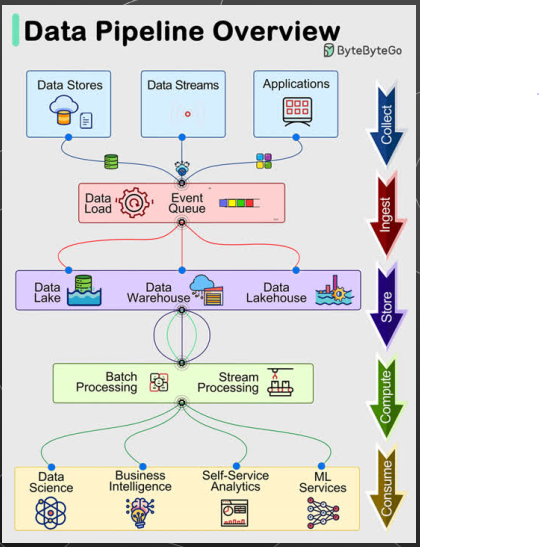 Data Pipeline Overview
ByteByteGo
Data Stores
Data Streams
Applications
Collect
Data
Load
Event
Queue
Ingest
Data
Lake
Data
Warehouse
Data
Lakehouse
Store
Batch
Processing
Stream
Processing
Compute
Data
Science
Business
Intelligence
Self-Service
Analytics
ML
Services
Consume